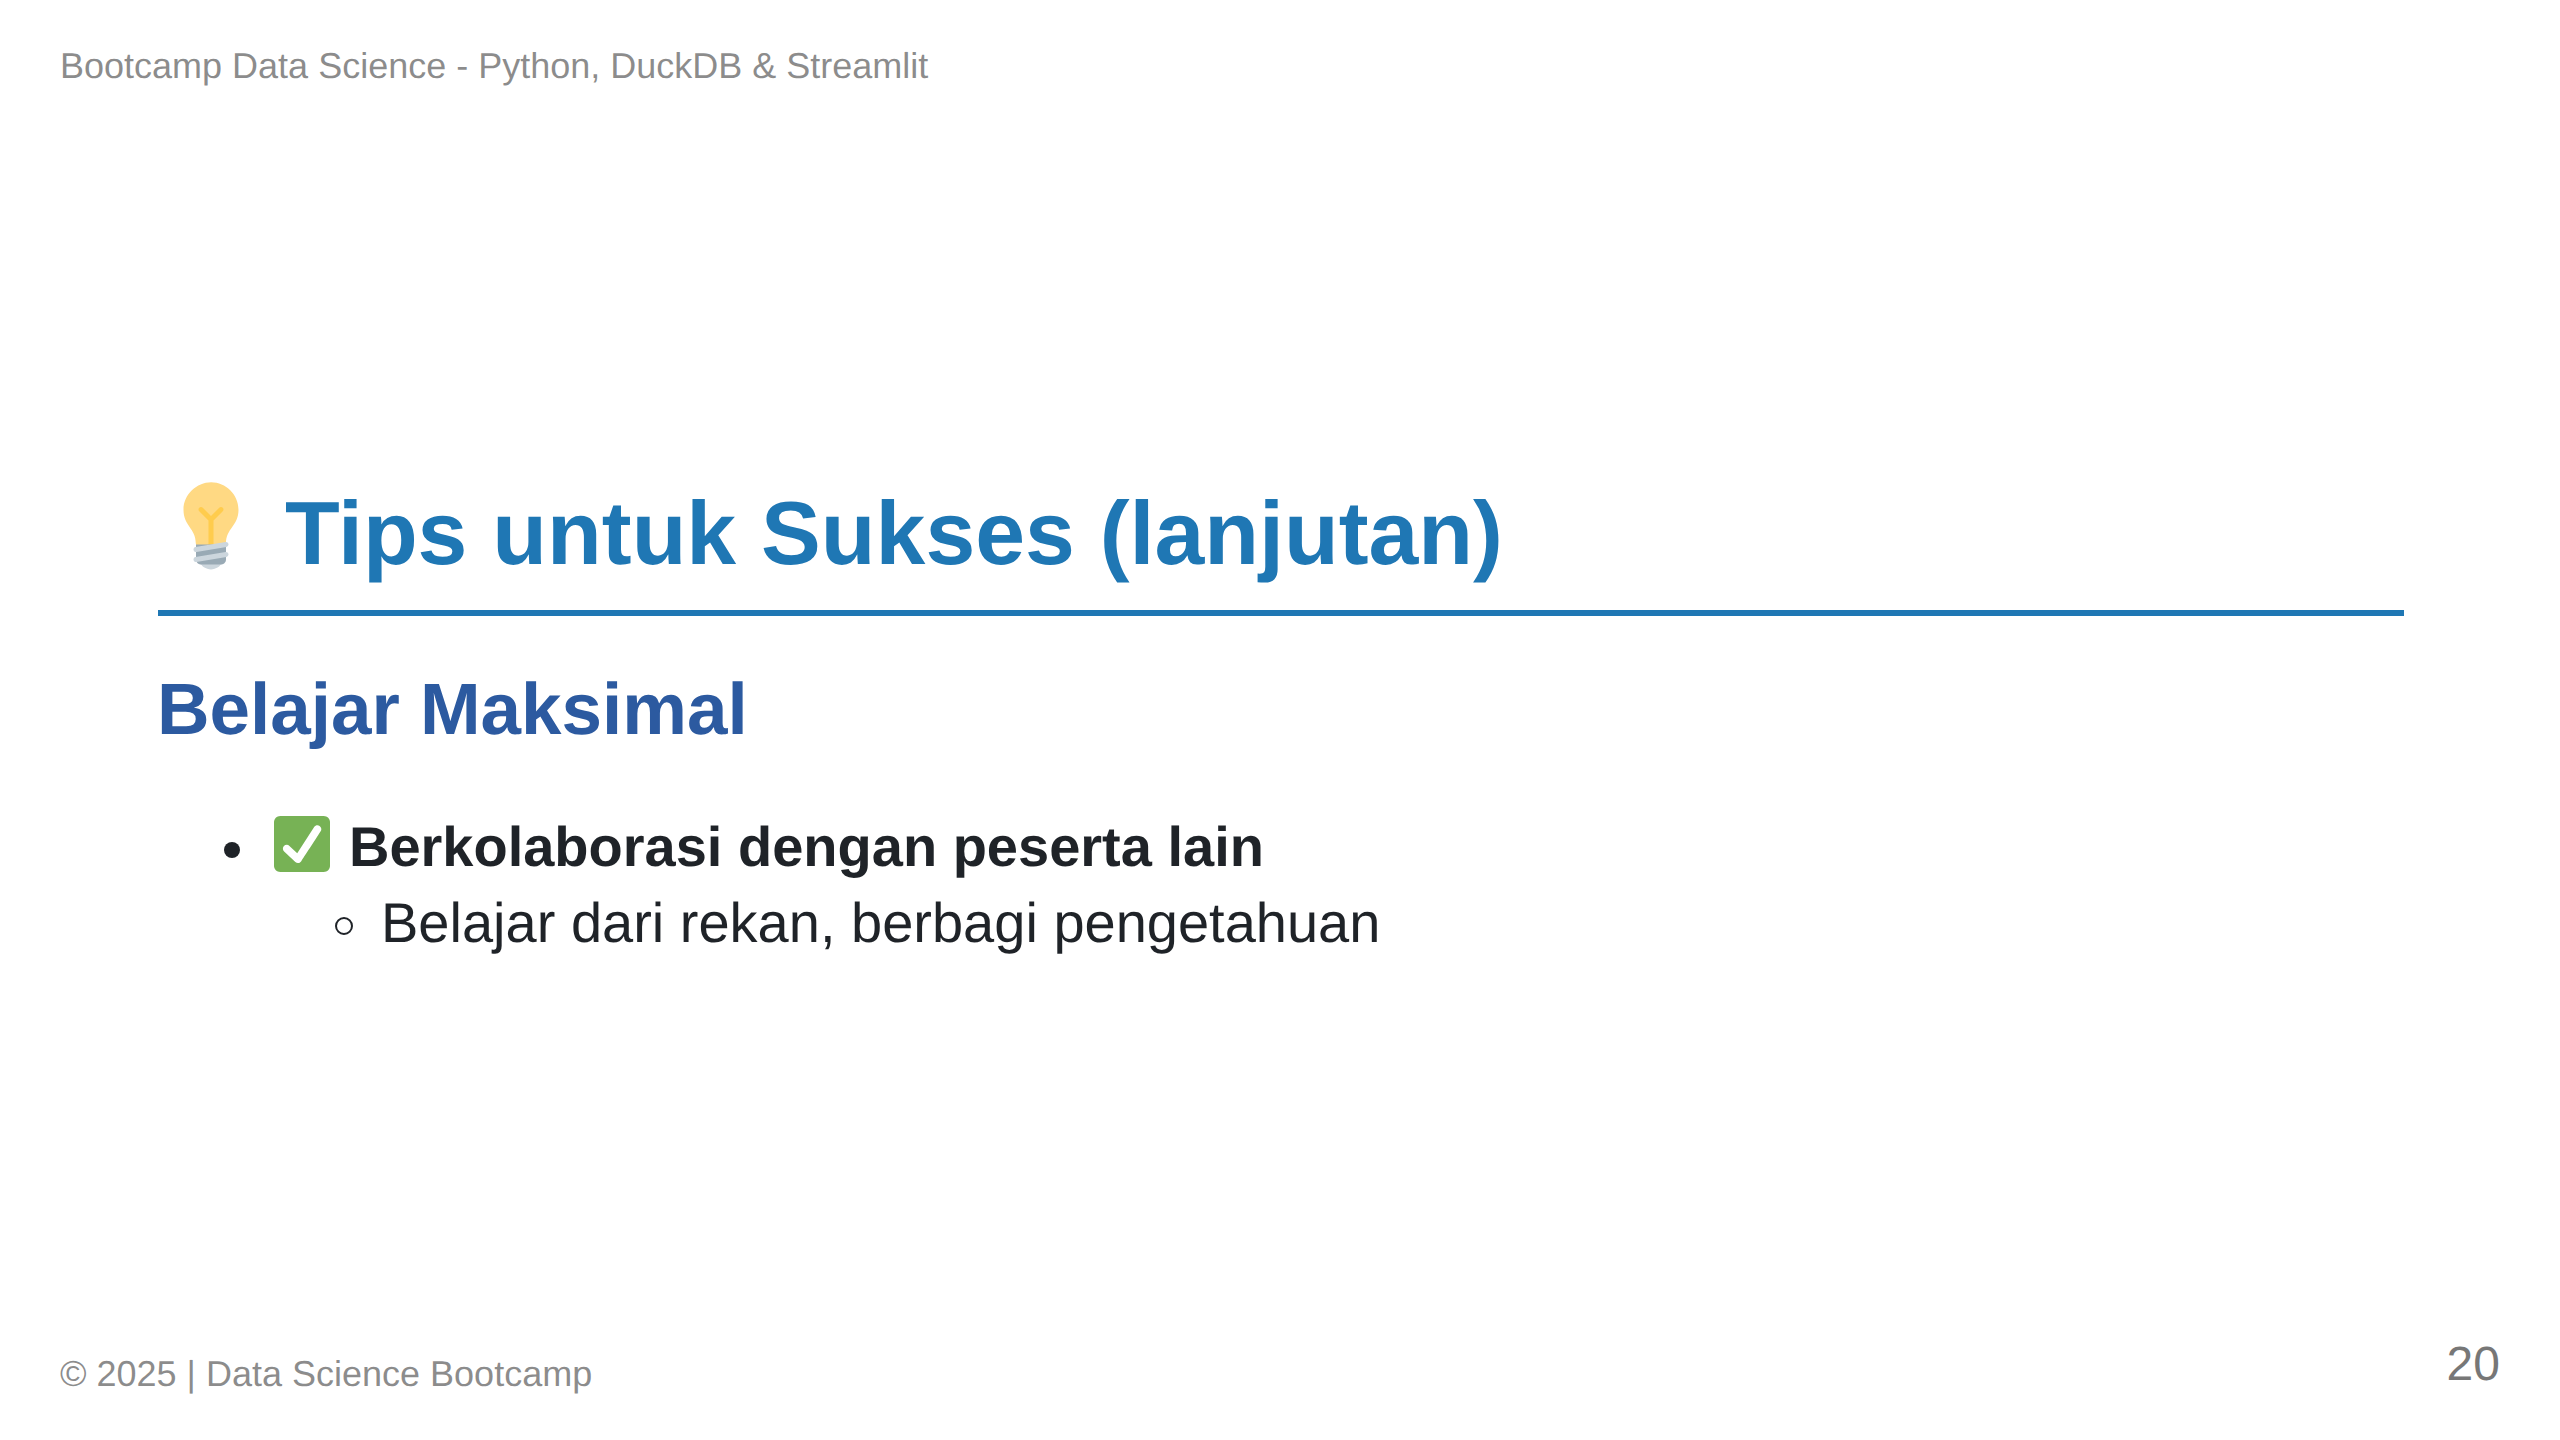 Bootcamp Data Science - Python, DuckDB & Streamlit
💡 Tips untuk Sukses (lanjutan)
Belajar Maksimal
• ✅ Berkolaborasi dengan peserta lain
○ Belajar dari rekan, berbagi pengetahuan
© 2025 | Data Science Bootcamp
20